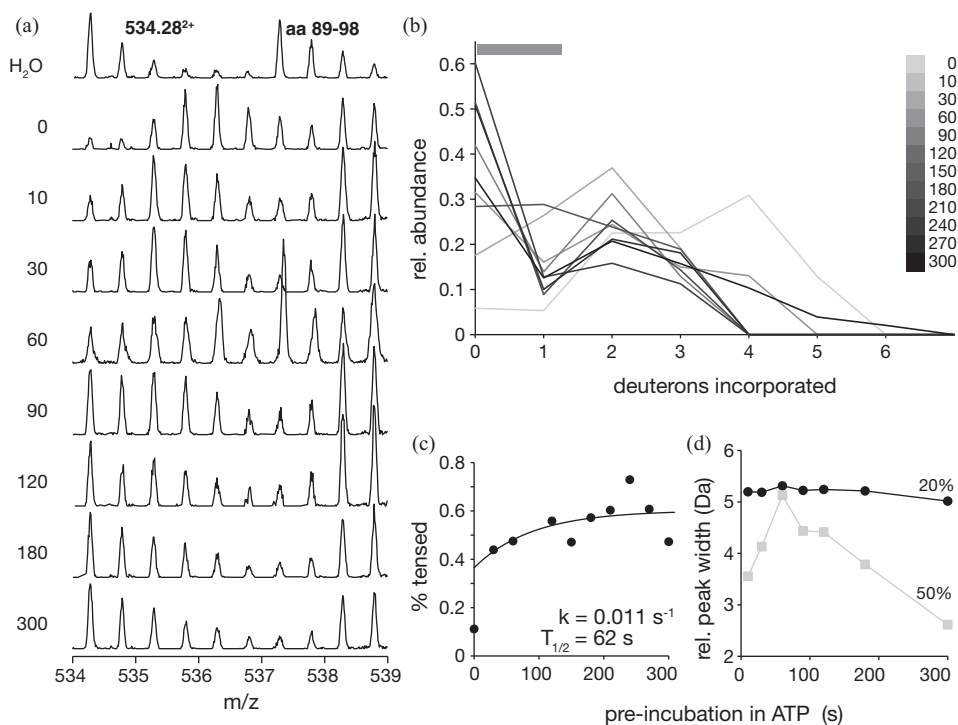 (a)
534.28²⁺ aa 89-98
H₂O
0
10
30
60
90
120
180
300
534 535 536 537 538 539
m/z
(b)
0.6
0.5
0.4
0.3
0.2
0.1
0
rel. abundance
0 1 2 3 4 5 6
deuterons incorporated
0
10
30
60
90
120
150
180
210
240
270
300
(c)
0.8
0.6
0.4
0.2
0
% tensed
k = 0.011 s⁻¹
T₁/₂ = 62 s
0 100 200 300
(d)
6
5
4
3
2
rel. peak width (Da)
20%
50%
0 100 200 300
pre-incubation in ATP (s)